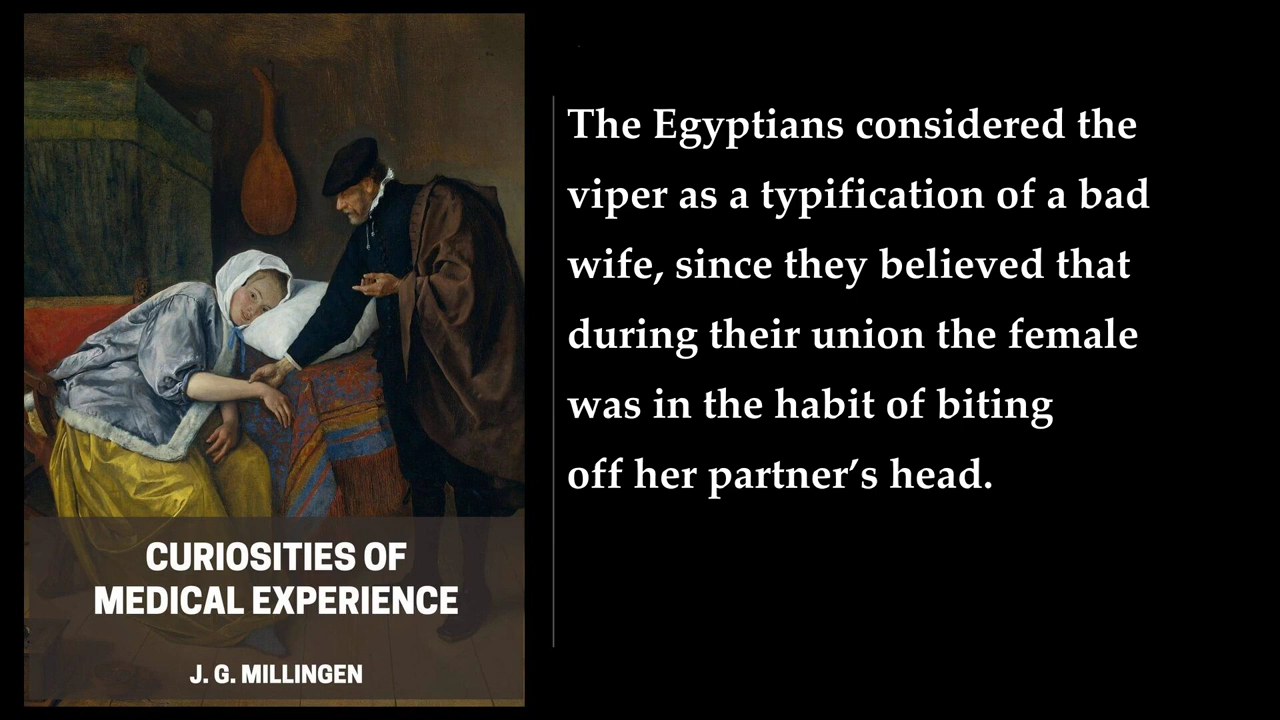 The Egyptians considered the
viper as a typification of a bad
wife, since they believed that
during their union the female
was in the habit of biting
off her partner’s head.
CURIOSITIES OF
MEDICAL EXPERIENCE
J. G. MILLINGEN